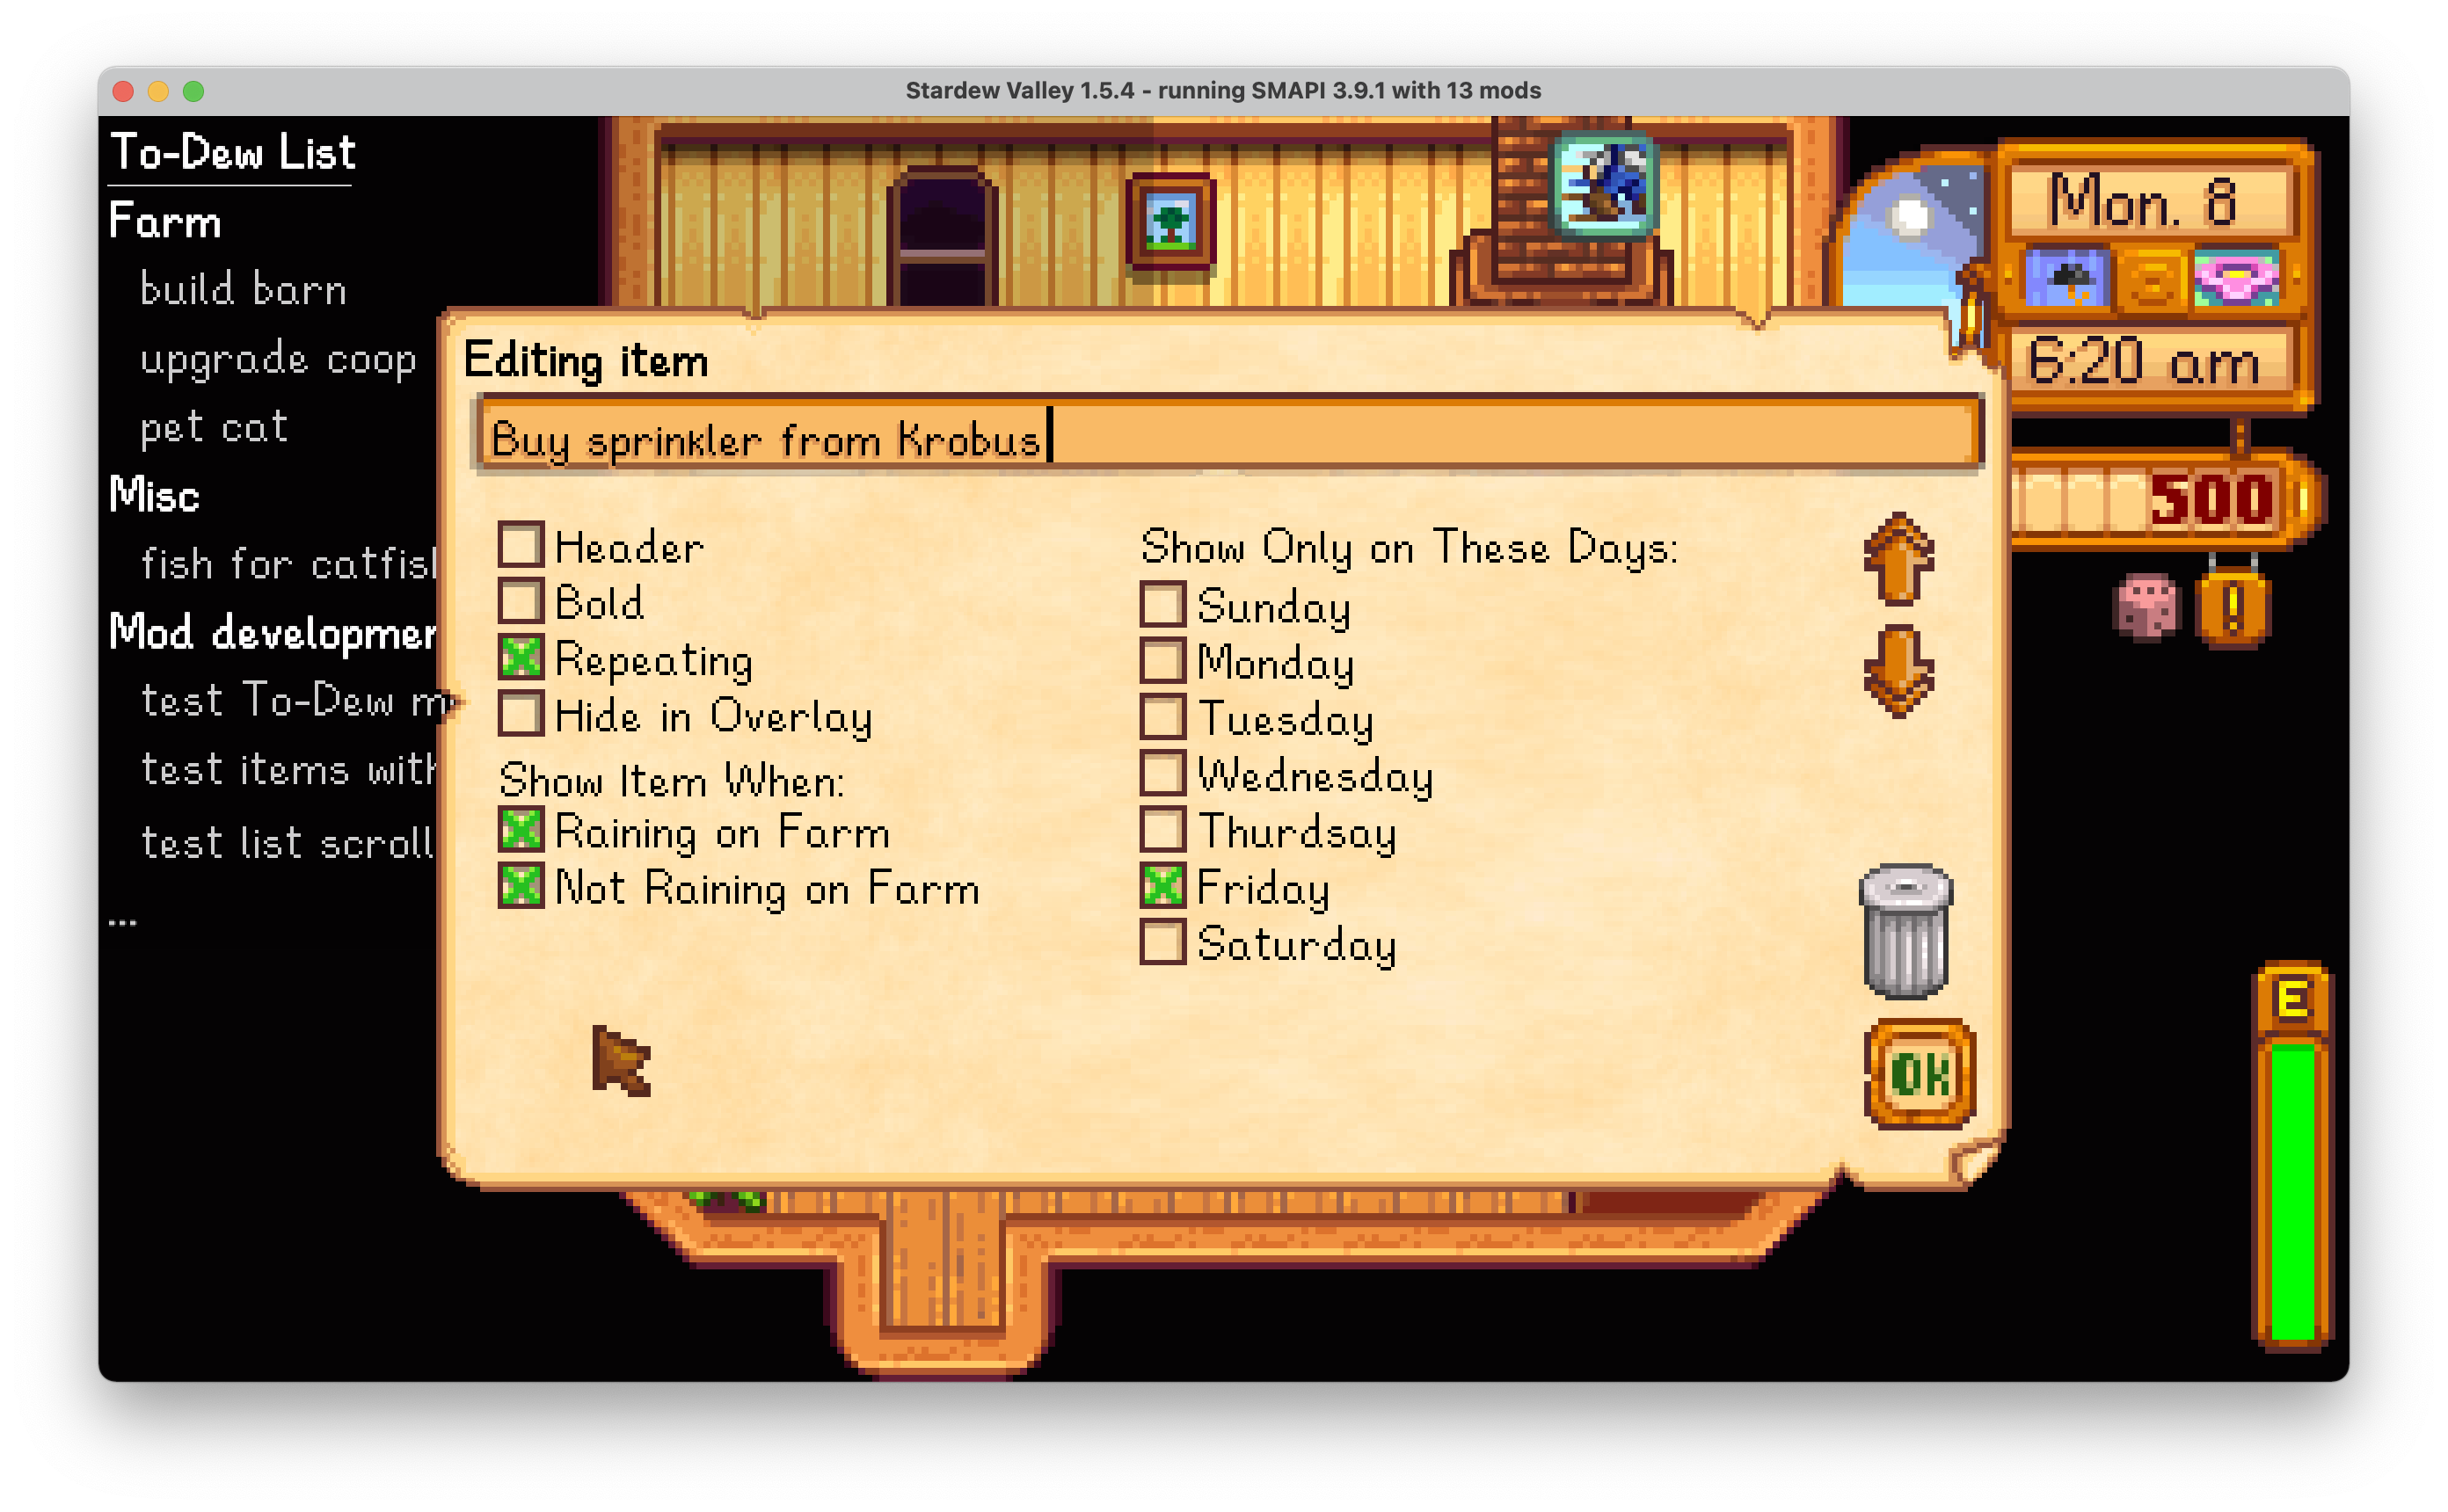 Stardew Valley 1.5.4 - running SMAPI 3.9.1 with 13 mods
To-Dew List
Farm
build barn
upgrade coop
pet cat
Misc
fish for catfish
Mod developmen
test To-Dew m
test items with
test list scroll
...
Mon. 8
6:20 am
500
!
Editing item
Buy sprinkler from Krobus
Header
Bold
Repeating
Hide in Overlay
Show Item When:
Raining on Farm
Not Raining on Farm
Show Only on These Days:
Sunday
Monday
Tuesday
Wednesday
Thurdsay
Friday
Saturday
OK
E